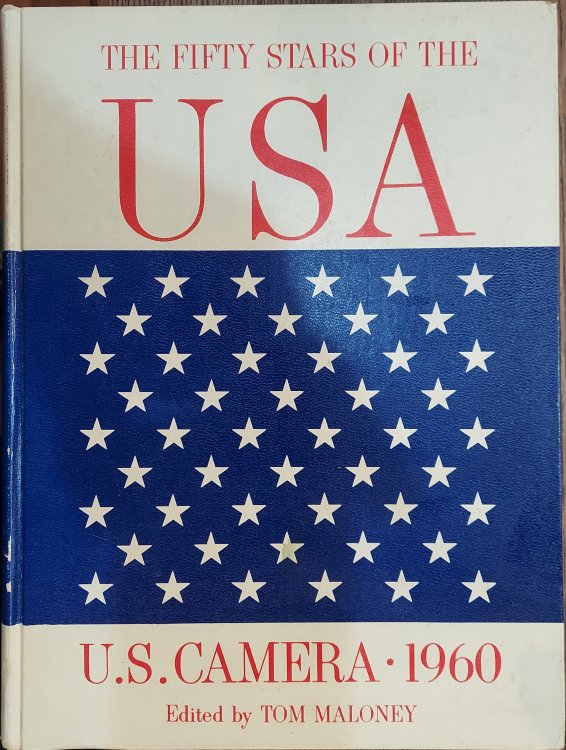 THE FIFTY STARS OF THE
USA
U.S. CAMERA · 1960
Edited by TOM MALONEY